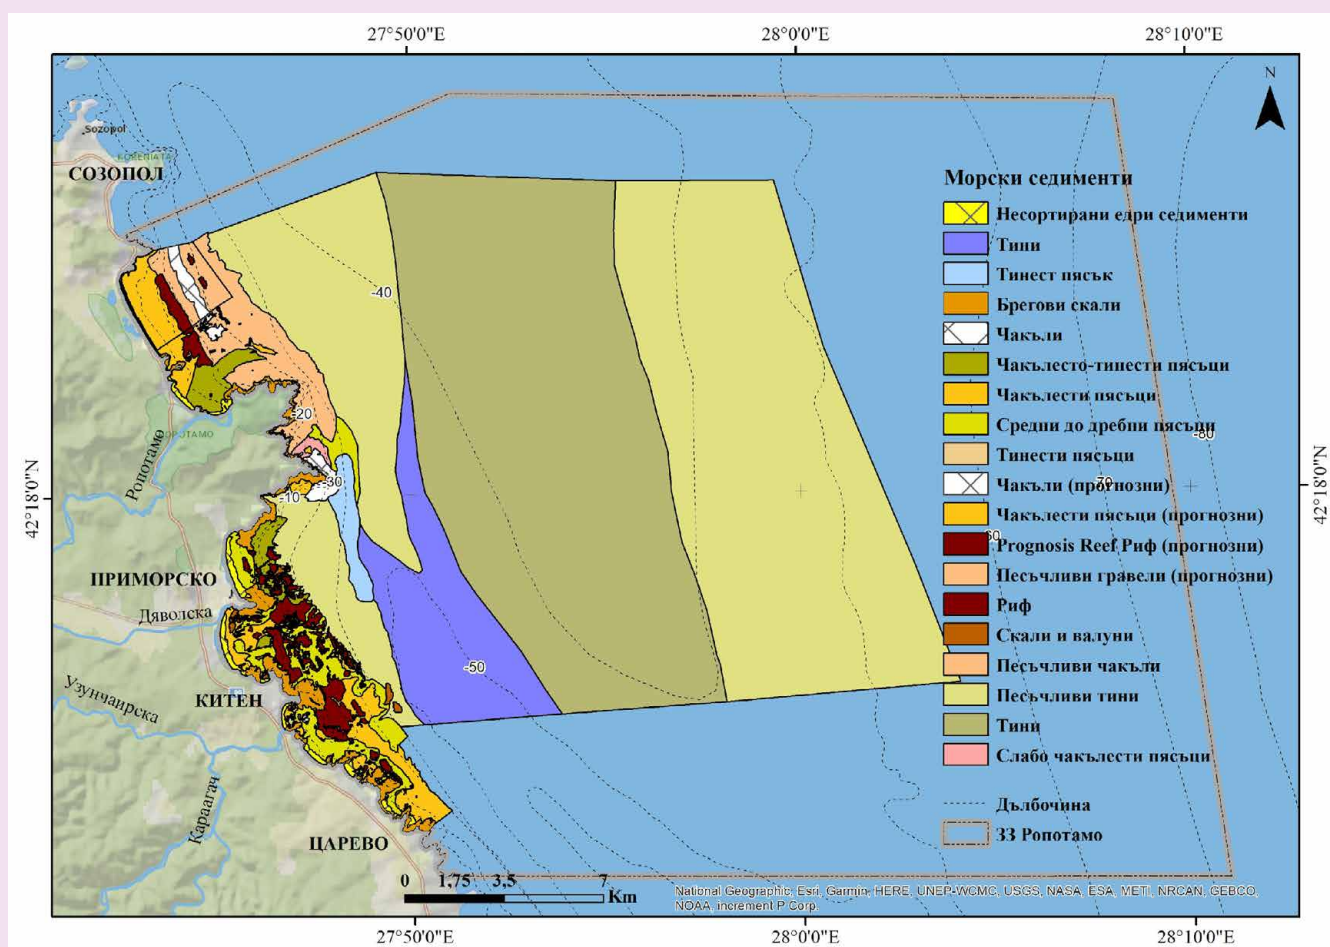 27°50'0"E
28°0'0"E
28°10'0"E
N
Sozopol
СОЗОПОЛ
-40
-20
-30
-10
42°18'0"N
42°18'0"N
Ропотамо
ПРИМОРСКО
Дяволска
Узунчаирска
КИТЕН
-50
Караагач
ЦАРЕВО
-80
-70
Морски седименти
Несортирани едри седименти
Тини
Тинест пясък
Брегови скали
Чакъли
Чакълесто-тинести пясъци
Чакълести пясъци
Средни до дребни пясъци
Тинести пясъци
Чакъли (прогнозни)
Чакълести пясъци (прогнозни)
Prognosis Reef Риф (прогнозни)
Песъчливи гравели (прогнозни)
Риф
Скали и валуни
Песъчливи чакъли
Песъчливи тини
Тини
Слабо чакълести пясъци
Дълбочина
ЗЗ Ропотамо
0 1,75 3,5 7
Km
National Geographic, Esri, Garmin, HERE, UNEP-WCMC, USGS, NASA, ESA, METI, NRCAN, GEBCO,
NOAA, increment P Corp.
27°50'0"E
28°0'0"E
28°10'0"E